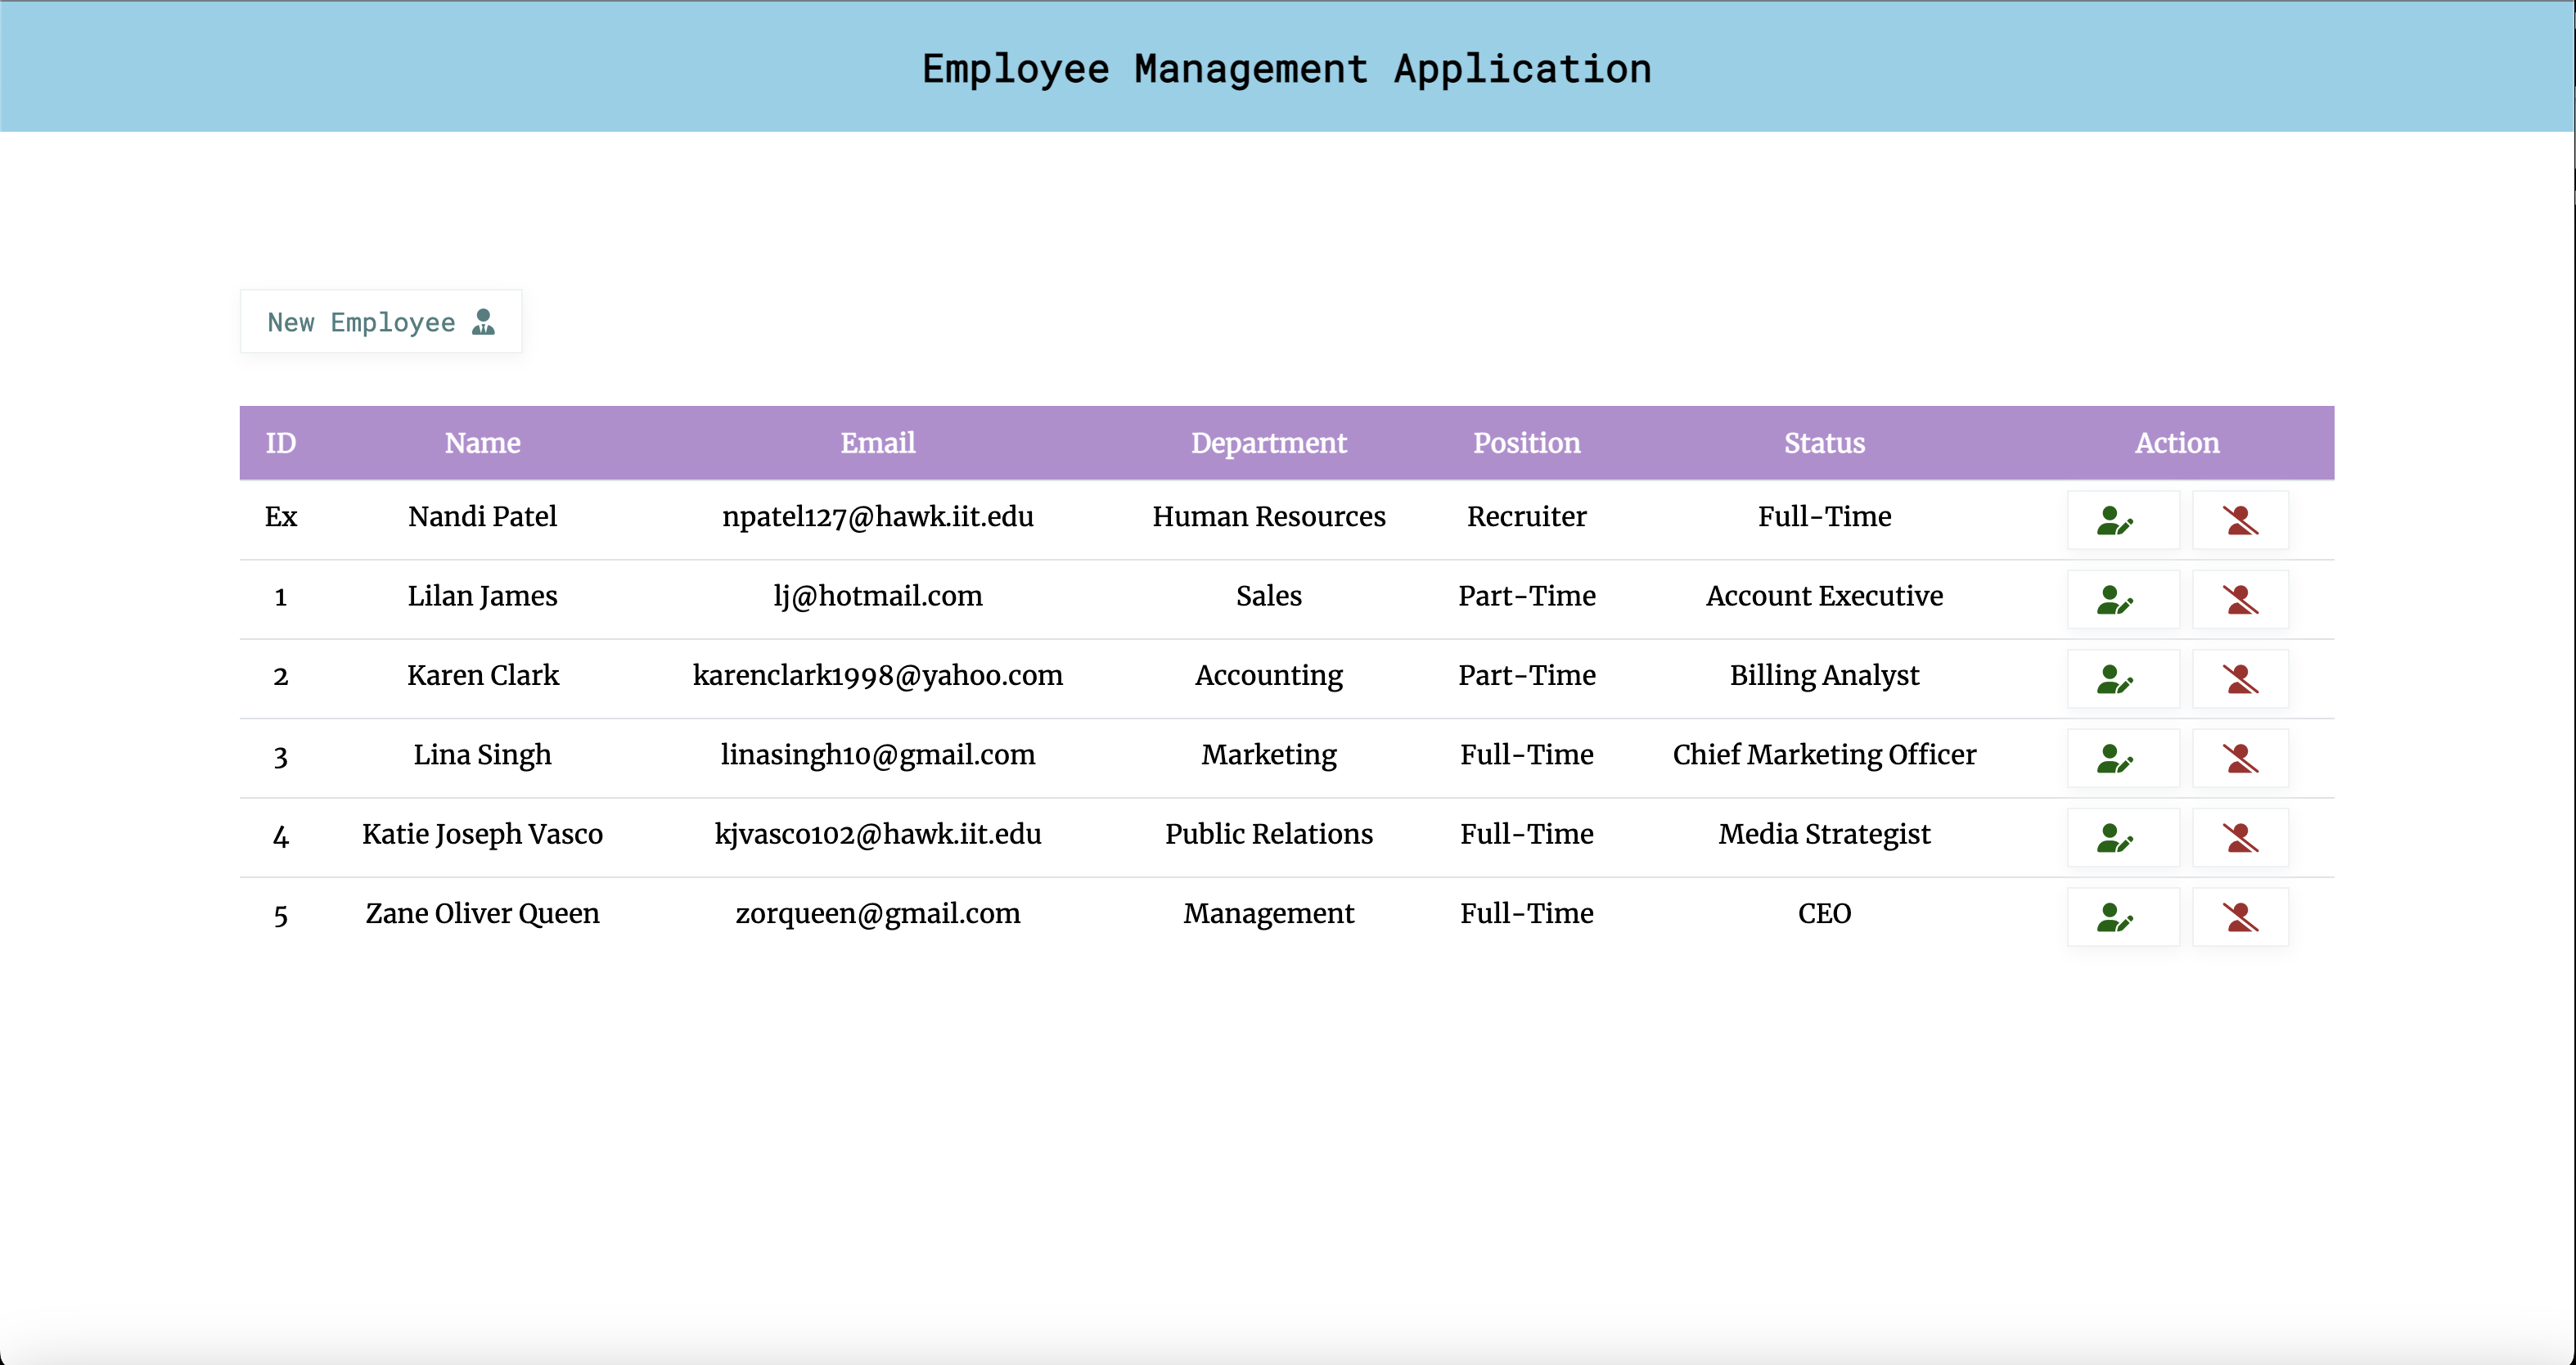 Employee Management Application
New Employee
ID Name Email Department Position Status Action
Ex Nandi Patel npatel127@hawk.iit.edu Human Resources Recruiter Full-Time
1 Lilan James lj@hotmail.com Sales Part-Time Account Executive
2 Karen Clark karenclark1998@yahoo.com Accounting Part-Time Billing Analyst
3 Lina Singh linasingh10@gmail.com Marketing Full-Time Chief Marketing Officer
4 Katie Joseph Vasco kjvasco102@hawk.iit.edu Public Relations Full-Time Media Strategist
5 Zane Oliver Queen zorqueen@gmail.com Management Full-Time CEO